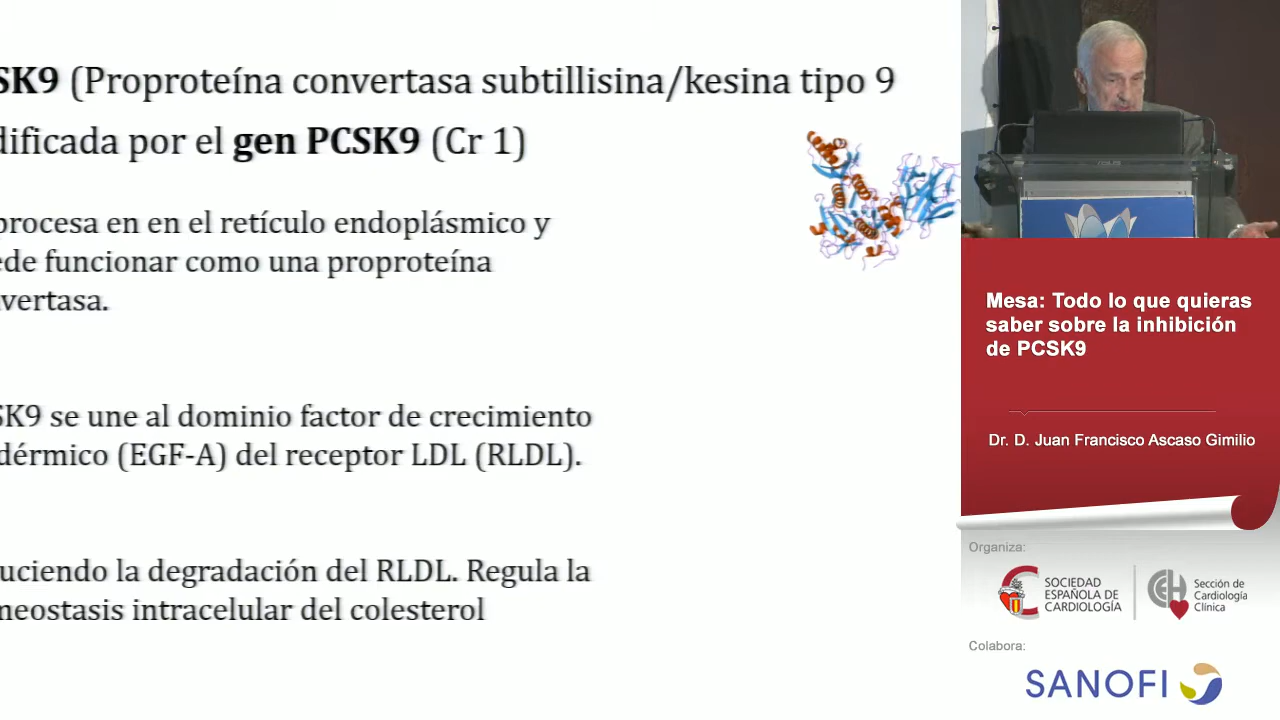 SK9 (Proproteína convertasa subtillisina/kesina tipo 9
dificada por el gen PCSK9 (Cr 1)
procesa en en el retículo endoplásmico y
ede funcionar como una proproteína
vertasa.
SK9 se une al dominio factor de crecimiento
dérmico (EGF-A) del receptor LDL (RLDL).
uciendo la degradación del RLDL. Regula la
meostasis intracelular del colesterol
Mesa: Todo lo que quieras
saber sobre la inhibición
de PCSK9
Dr. D. Juan Francisco Ascaso Gimilio
Organiza:
SOCIEDAD
ESPAÑOLA DE
CARDIOLOGÍA
Sección de
Cardiología
Clínica
Colabora:
SANOFI